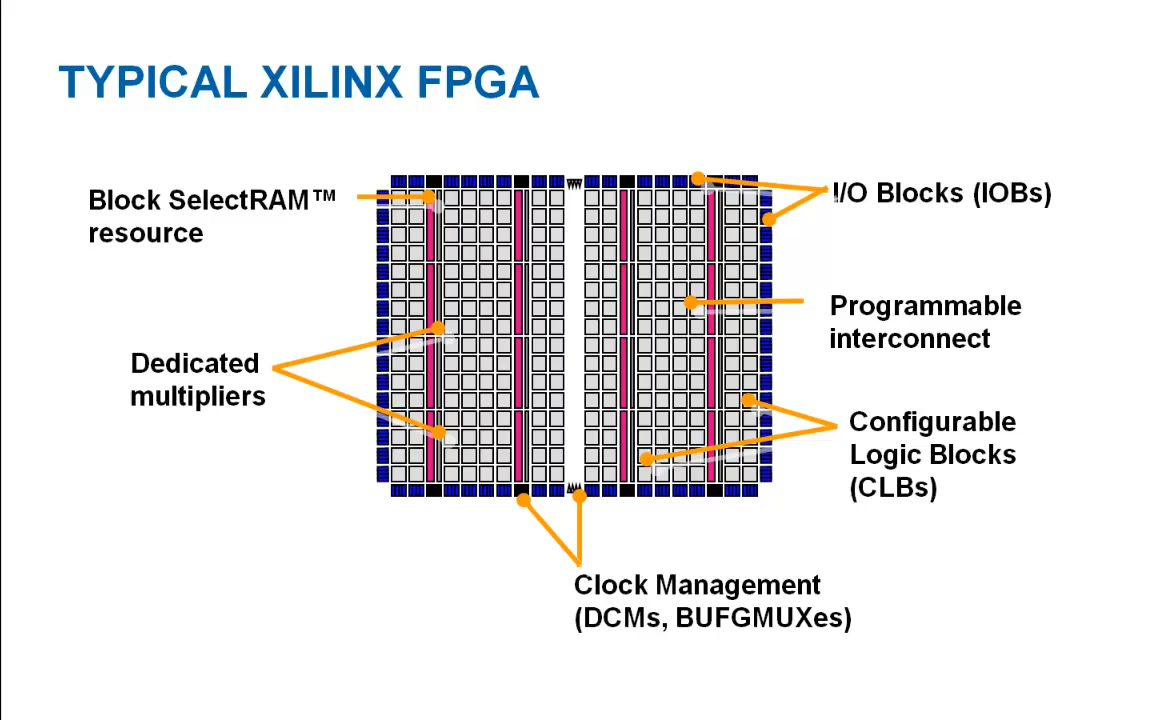 TYPICAL XILINX FPGA
Block SelectRAM™
resource
I/O Blocks (IOBs)
Programmable
interconnect
Dedicated
multipliers
Configurable
Logic Blocks
(CLBs)
Clock Management
(DCMs, BUFGMUXes)